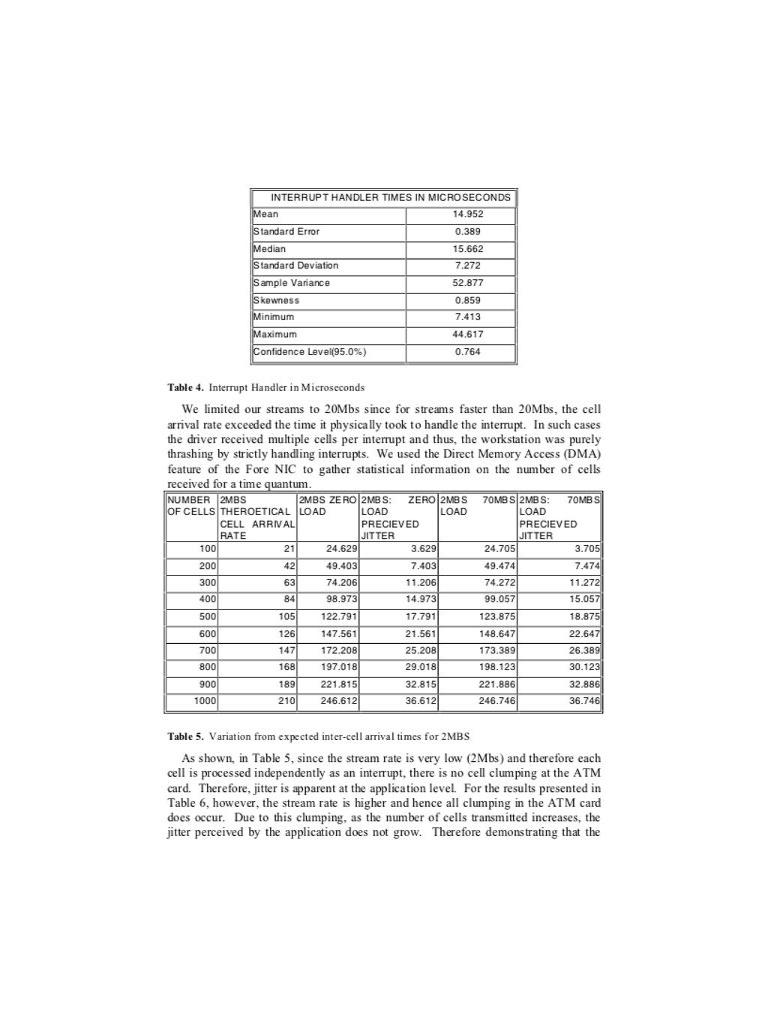 INTERRUPT HANDLER TIMES IN MICROSECONDS
Mean 14.952
Standard Error 0.389
Median 15.662
Standard Deviation 7.272
Sample Variance 52.877
Skewness 0.859
Minimum 7.413
Maximum 44.617
Confidence Level(95.0%) 0.764
Table 4. Interrupt Handler in Microseconds
We limited our streams to 20Mbs since for streams faster than 20Mbs, the cell
arrival rate exceeded the time it physically took to handle the interrupt. In such cases
the driver received multiple cells per interrupt and thus, the workstation was purely
thrashing by strictly handling interrupts. We used the Direct Memory Access (DMA)
feature of the Fore NIC to gather statistical information on the number of cells
received for a time quantum.
NUMBER 2MBS 2MBS ZERO 2MBS: ZERO 2MBS 70MBS 2MBS: 70MBS
OF CELLS THEROETICAL LOAD LOAD LOAD LOAD
CELL ARRIVAL PRECIEVED PRECIEVED
RATE JITTER JITTER
100 21 24.629 3.629 24.705 3.705
200 42 49.403 7.403 49.474 7.474
300 63 74.206 11.206 74.272 11.272
400 84 98.973 14.973 99.057 15.057
500 105 122.791 17.791 123.875 18.875
600 126 147.561 21.561 148.647 22.647
700 147 172.208 25.208 173.389 26.389
800 168 197.018 29.018 198.123 30.123
900 189 221.815 32.815 221.886 32.886
1000 210 246.612 36.612 246.746 36.746
Table 5. Variation from expected inter-cell arrival times for 2MBS
As shown, in Table 5, since the stream rate is very low (2Mbs) and therefore each
cell is processed independently as an interrupt, there is no cell clumping at the ATM
card. Therefore, jitter is apparent at the application level. For the results presented in
Table 6, however, the stream rate is higher and hence all clumping in the ATM card
does occur. Due to this clumping, as the number of cells transmitted increases, the
jitter perceived by the application does not grow. Therefore demonstrating that the